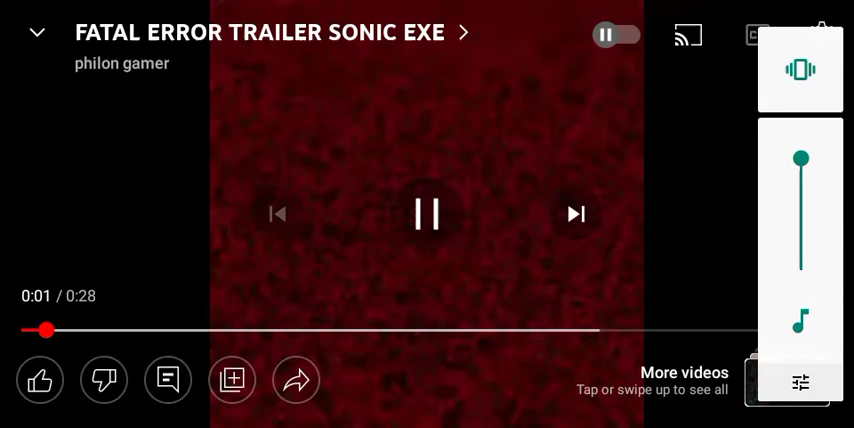 FATAL ERROR TRAILER SONIC EXE
philon gamer
0:01 / 0:28
More videos
Tap or swipe up to see all